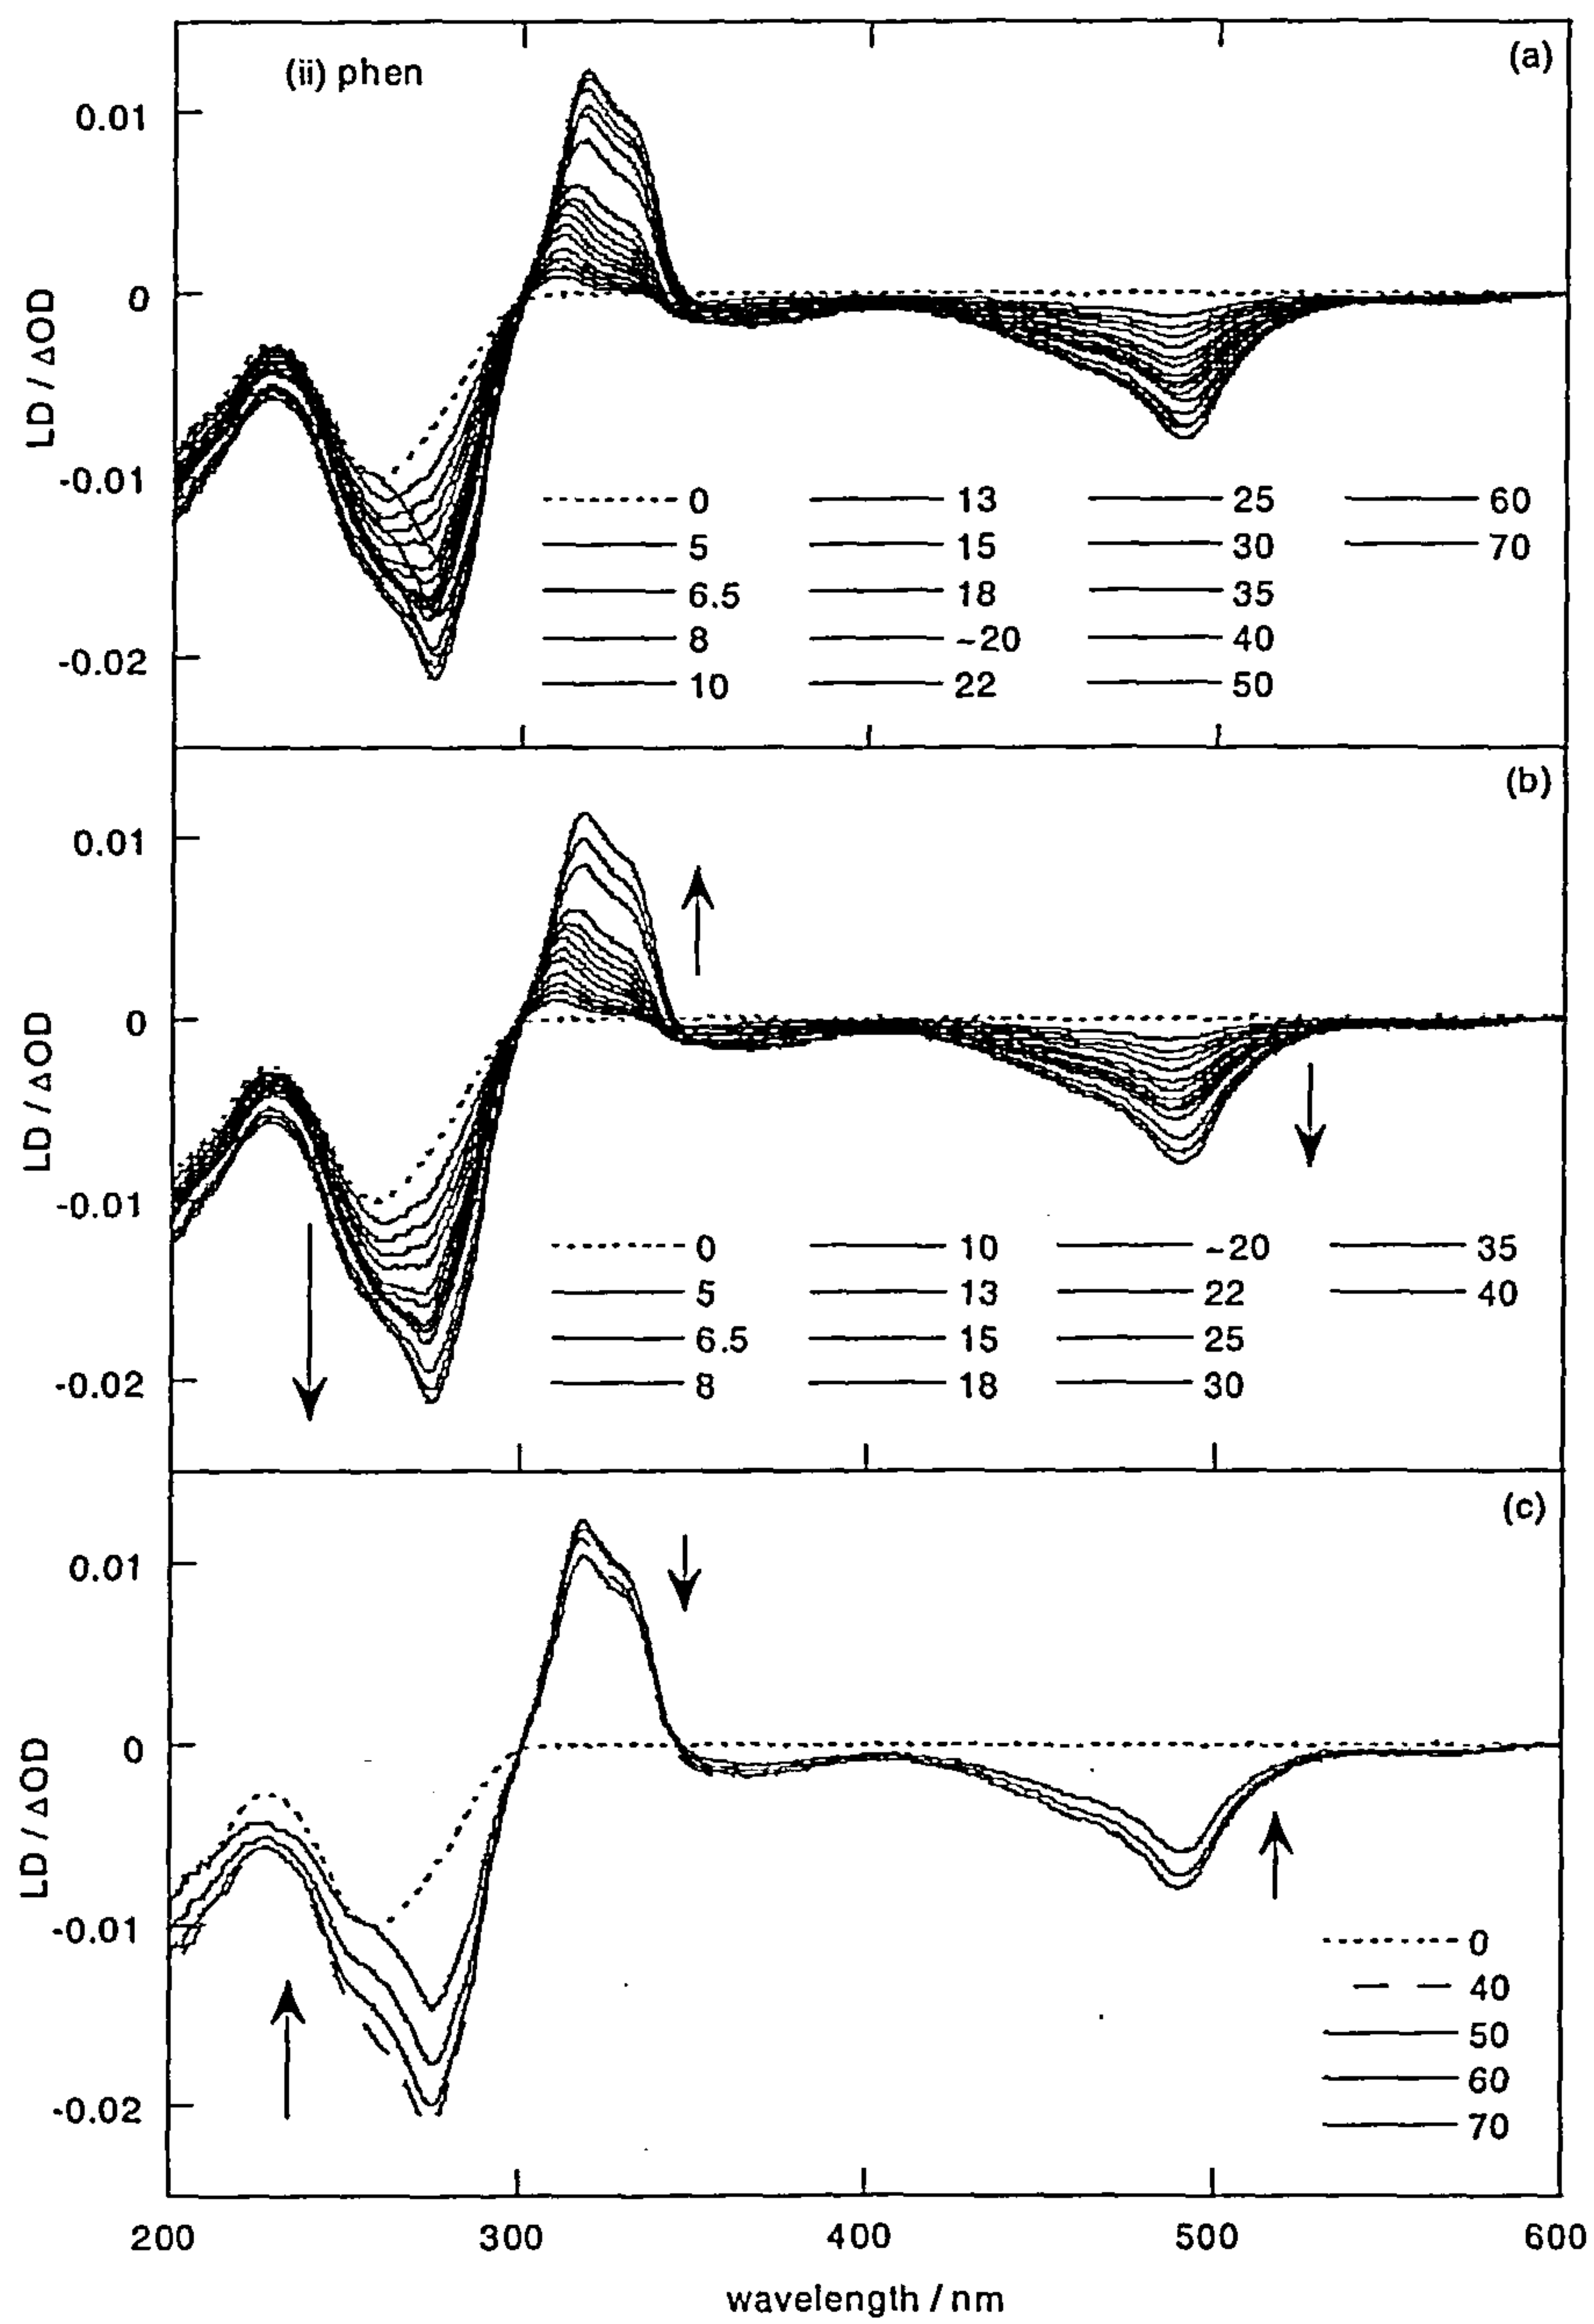 (ii) phen (a)
0.01
0
-0.01
-0.02
LD / ΔOD
0 13 25 60
5 15 30 70
6.5 18 35
8 ~20 40
10 22 50
(b)
0.01
0
-0.01
-0.02
LD / ΔOD
0 10 ~20 35
5 13 22 40
6.5 15 25
8 18 30
(c)
0.01
0
-0.01
-0.02
LD / ΔOD
0
40
50
60
70
200 300 400 500 600
wavelength / nm